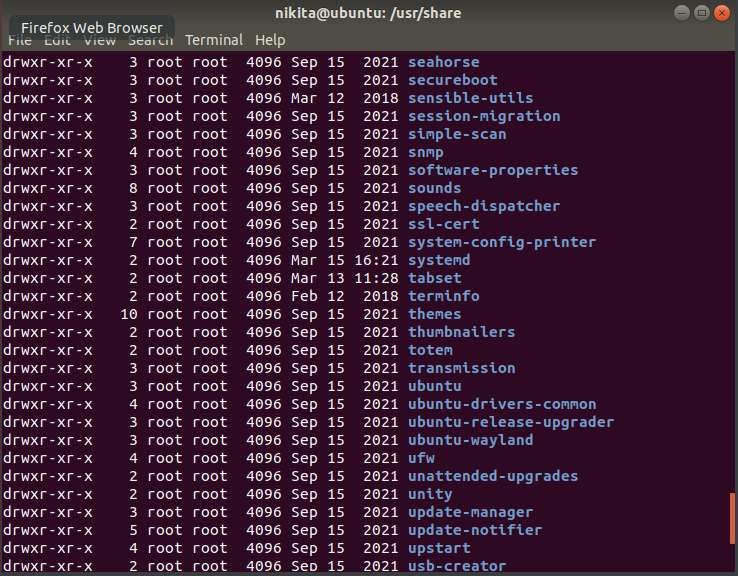 nikita@ubuntu: /usr/share
Firefox Web Browser
File Edit View Search Terminal Help
drwxr-xr-x    3 root root  4096 Sep 15  2021 seahorse
drwxr-xr-x    3 root root  4096 Sep 15  2021 secureboot
drwxr-xr-x    3 root root  4096 Mar 12  2018 sensible-utils
drwxr-xr-x    3 root root  4096 Sep 15  2021 session-migration
drwxr-xr-x    3 root root  4096 Sep 15  2021 simple-scan
drwxr-xr-x    4 root root  4096 Sep 15  2021 snmp
drwxr-xr-x    3 root root  4096 Sep 15  2021 software-properties
drwxr-xr-x    8 root root  4096 Sep 15  2021 sounds
drwxr-xr-x    3 root root  4096 Sep 15  2021 speech-dispatcher
drwxr-xr-x    2 root root  4096 Sep 15  2021 ssl-cert
drwxr-xr-x    7 root root  4096 Sep 15  2021 system-config-printer
drwxr-xr-x    2 root root  4096 Mar 15 16:21 systemd
drwxr-xr-x    2 root root  4096 Mar 13 11:28 tabset
drwxr-xr-x    2 root root  4096 Feb 12  2018 terminfo
drwxr-xr-x   10 root root  4096 Sep 15  2021 themes
drwxr-xr-x    2 root root  4096 Sep 15  2021 thumbnailers
drwxr-xr-x    2 root root  4096 Sep 15  2021 totem
drwxr-xr-x    3 root root  4096 Sep 15  2021 transmission
drwxr-xr-x    3 root root  4096 Sep 15  2021 ubuntu
drwxr-xr-x    4 root root  4096 Sep 15  2021 ubuntu-drivers-common
drwxr-xr-x    3 root root  4096 Sep 15  2021 ubuntu-release-upgrader
drwxr-xr-x    3 root root  4096 Sep 15  2021 ubuntu-wayland
drwxr-xr-x    4 root root  4096 Sep 15  2021 ufw
drwxr-xr-x    2 root root  4096 Sep 15  2021 unattended-upgrades
drwxr-xr-x    2 root root  4096 Sep 15  2021 unity
drwxr-xr-x    3 root root  4096 Sep 15  2021 update-manager
drwxr-xr-x    5 root root  4096 Sep 15  2021 update-notifier
drwxr-xr-x    4 root root  4096 Sep 15  2021 upstart
drwxr-xr-x    2 root root  4096 Sep 15  2021 usb-creator